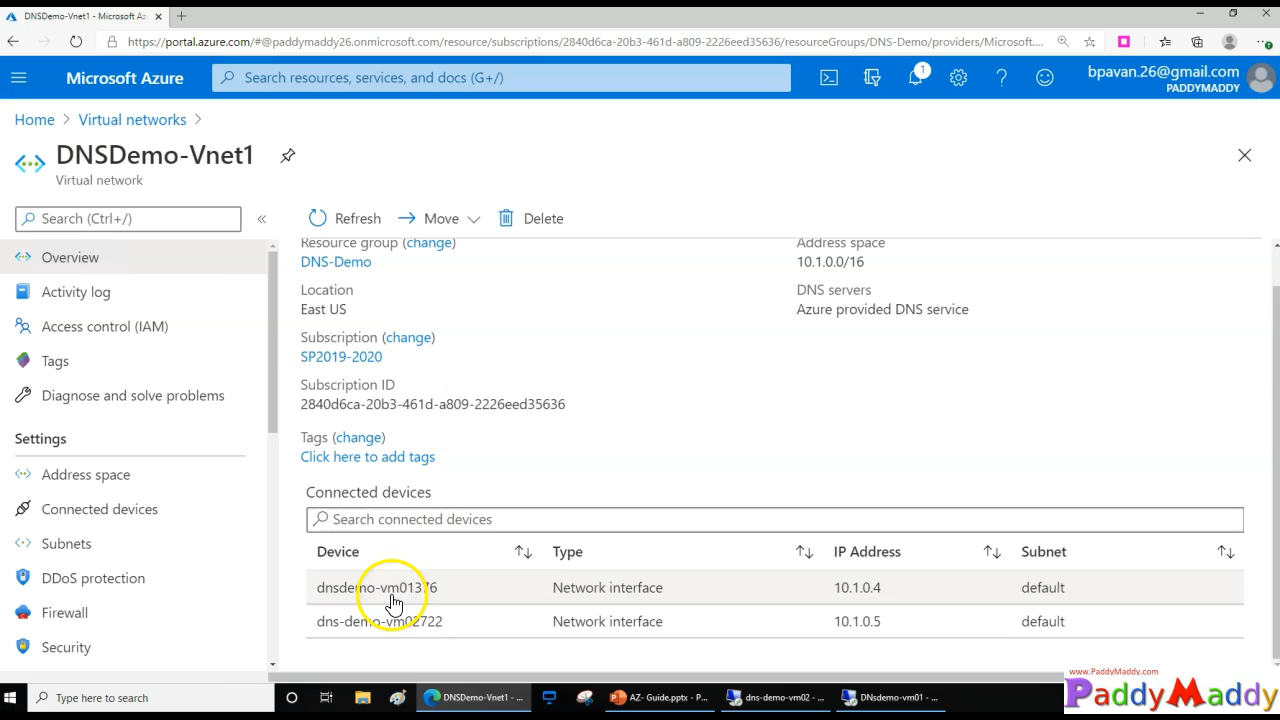 DNSDemo-Vnet1 - Microsoft Az
https://portal.azure.com/#@paddymaddy26.onmicrosoft.com/resource/subscriptions/2840d6ca-20b3-461d-a809-2226eed35636/resourceGroups/DNS-Demo/providers/Microsoft....
Microsoft Azure
Search resources, services, and docs (G+/)
1
bpavan.26@gmail.com
PADDYMADDY
Home > Virtual networks >
DNSDemo-Vnet1
Virtual network
Search (Ctrl+/)
«
Refresh
Move
Delete
Overview
Activity log
Access control (IAM)
Tags
Diagnose and solve problems
Settings
Address space
Connected devices
Subnets
DDoS protection
Firewall
Security
Resource group (change)
DNS-Demo
Location
East US
Subscription (change)
SP2019-2020
Subscription ID
2840d6ca-20b3-461d-a809-2226eed35636
Tags (change)
Click here to add tags
Address space
10.1.0.0/16
DNS servers
Azure provided DNS service
Connected devices
Search connected devices
Device Type IP Address Subnet
dnsdemo-vm01376 Network interface 10.1.0.4 default
dns-demo-vm02722 Network interface 10.1.0.5 default
www.PaddyMaddy.com
PaddyMaddy
Type here to search
DNSDemo-Vnet1 - ...
AZ- Guide.pptx - P...
dns-demo-vm02 - ...
DNsdemo-vm01 - ...